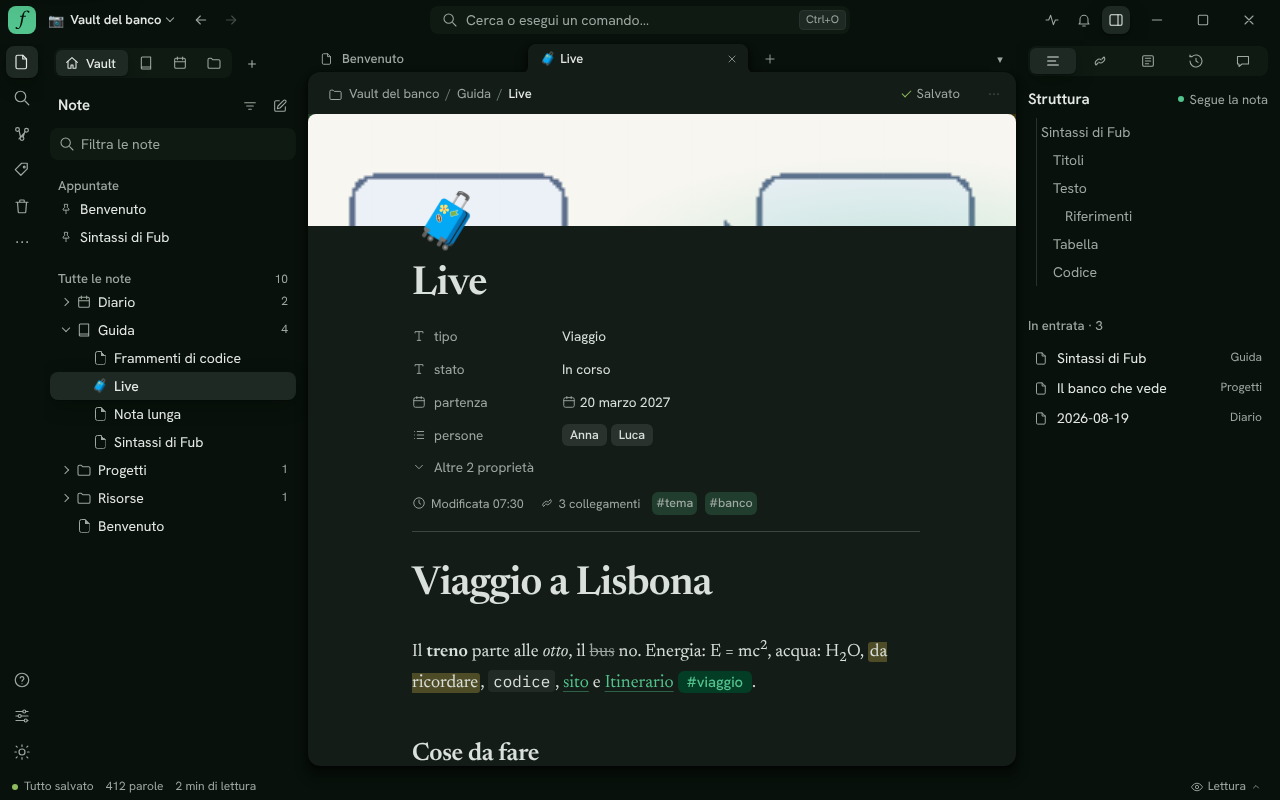 f
Vault del banco
Cerca o esegui un comando...
Ctrl+O
Vault
Note
Filtra le note
Appuntate
Benvenuto
Sintassi di Fub
Tutte le note 10
Diario 2
Guida 4
Frammenti di codice
Live
Nota lunga
Sintassi di Fub
Progetti 1
Risorse 1
Benvenuto
Tutto salvato 412 parole 2 min di lettura
Benvenuto
Live
Vault del banco / Guida / Live
Salvato
Live
tipo Viaggio
stato In corso
partenza 20 marzo 2027
persone Anna Luca
Altre 2 proprietà
Modificata 07:30 3 collegamenti #tema #banco
Viaggio a Lisbona
Il treno parte alle otto, il bus no. Energia: E = mc², acqua: H₂O, da
ricordare, codice, sito e Itinerario #viaggio.
Cose da fare
Struttura
Segue la nota
Sintassi di Fub
Titoli
Testo
Riferimenti
Tabella
Codice
In entrata · 3
Sintassi di Fub Guida
Il banco che vede Progetti
2026-08-19 Diario
Lettura